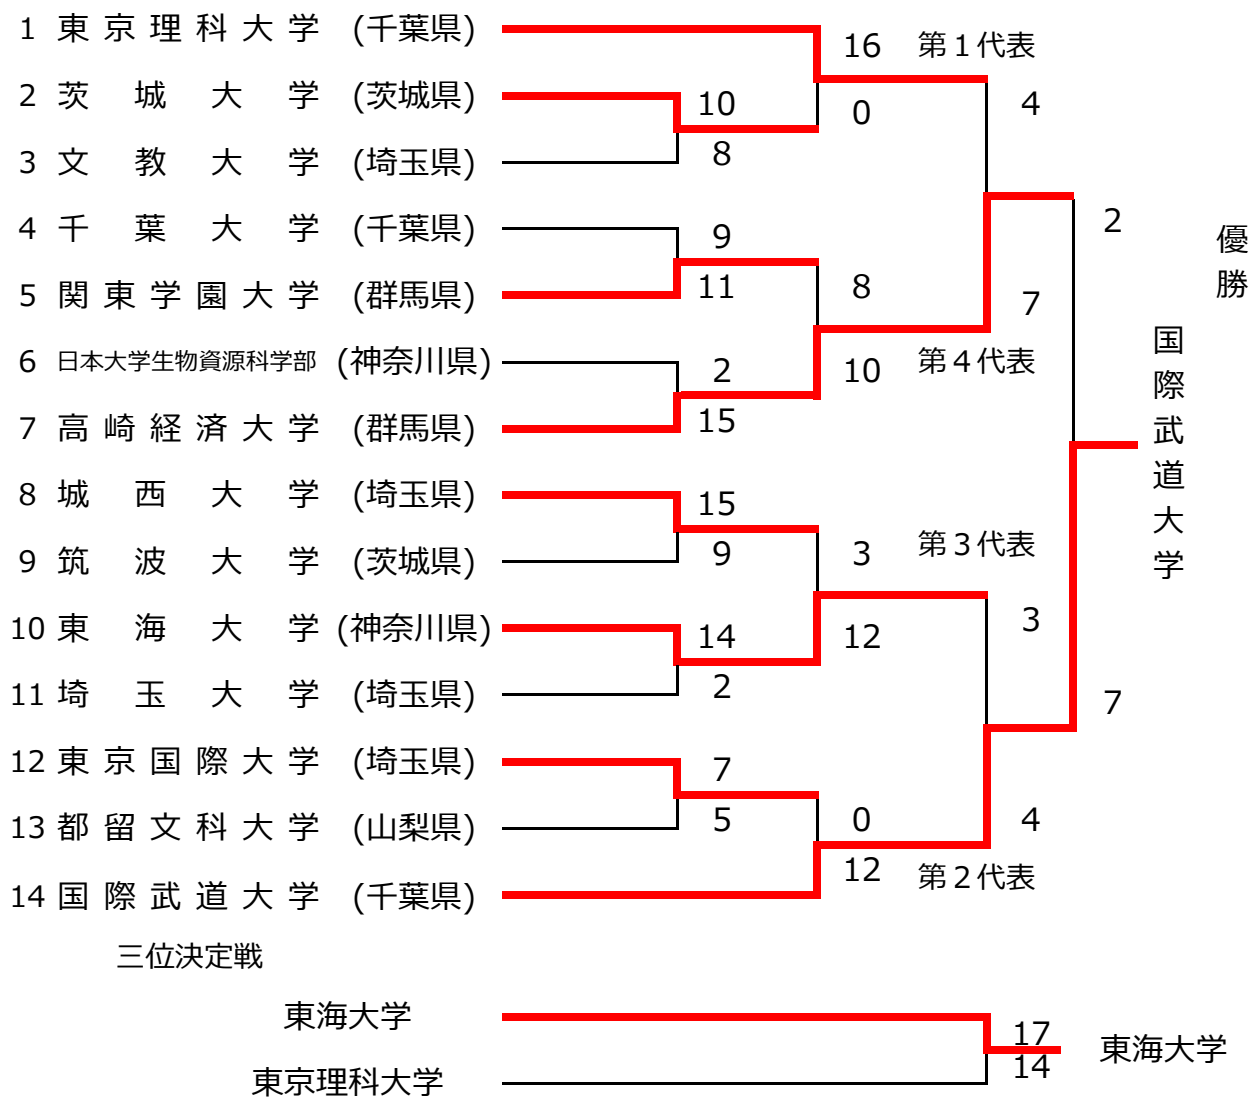 1 東京理科大学 (千葉県)
2 茨城大学 (茨城県)
3 文教大学 (埼玉県)
4 千葉大学 (千葉県)
5 関東学園大学 (群馬県)
6 日本大学生物資源科学部 (神奈川県)
7 高崎経済大学 (群馬県)
8 城西大学 (埼玉県)
9 筑波大学 (茨城県)
10 東海大学 (神奈川県)
11 埼玉大学 (埼玉県)
12 東京国際大学 (埼玉県)
13 都留文科大学 (山梨県)
14 国際武道大学 (千葉県)
10
8
9
11
2
15
15
9
14
2
7
5
16
0
8
10
3
12
0
12
第１代表
第４代表
第３代表
第２代表
4
7
3
4
2
7
優勝
国際武道大学
三位決定戦
東海大学
東京理科大学
17
14
東海大学